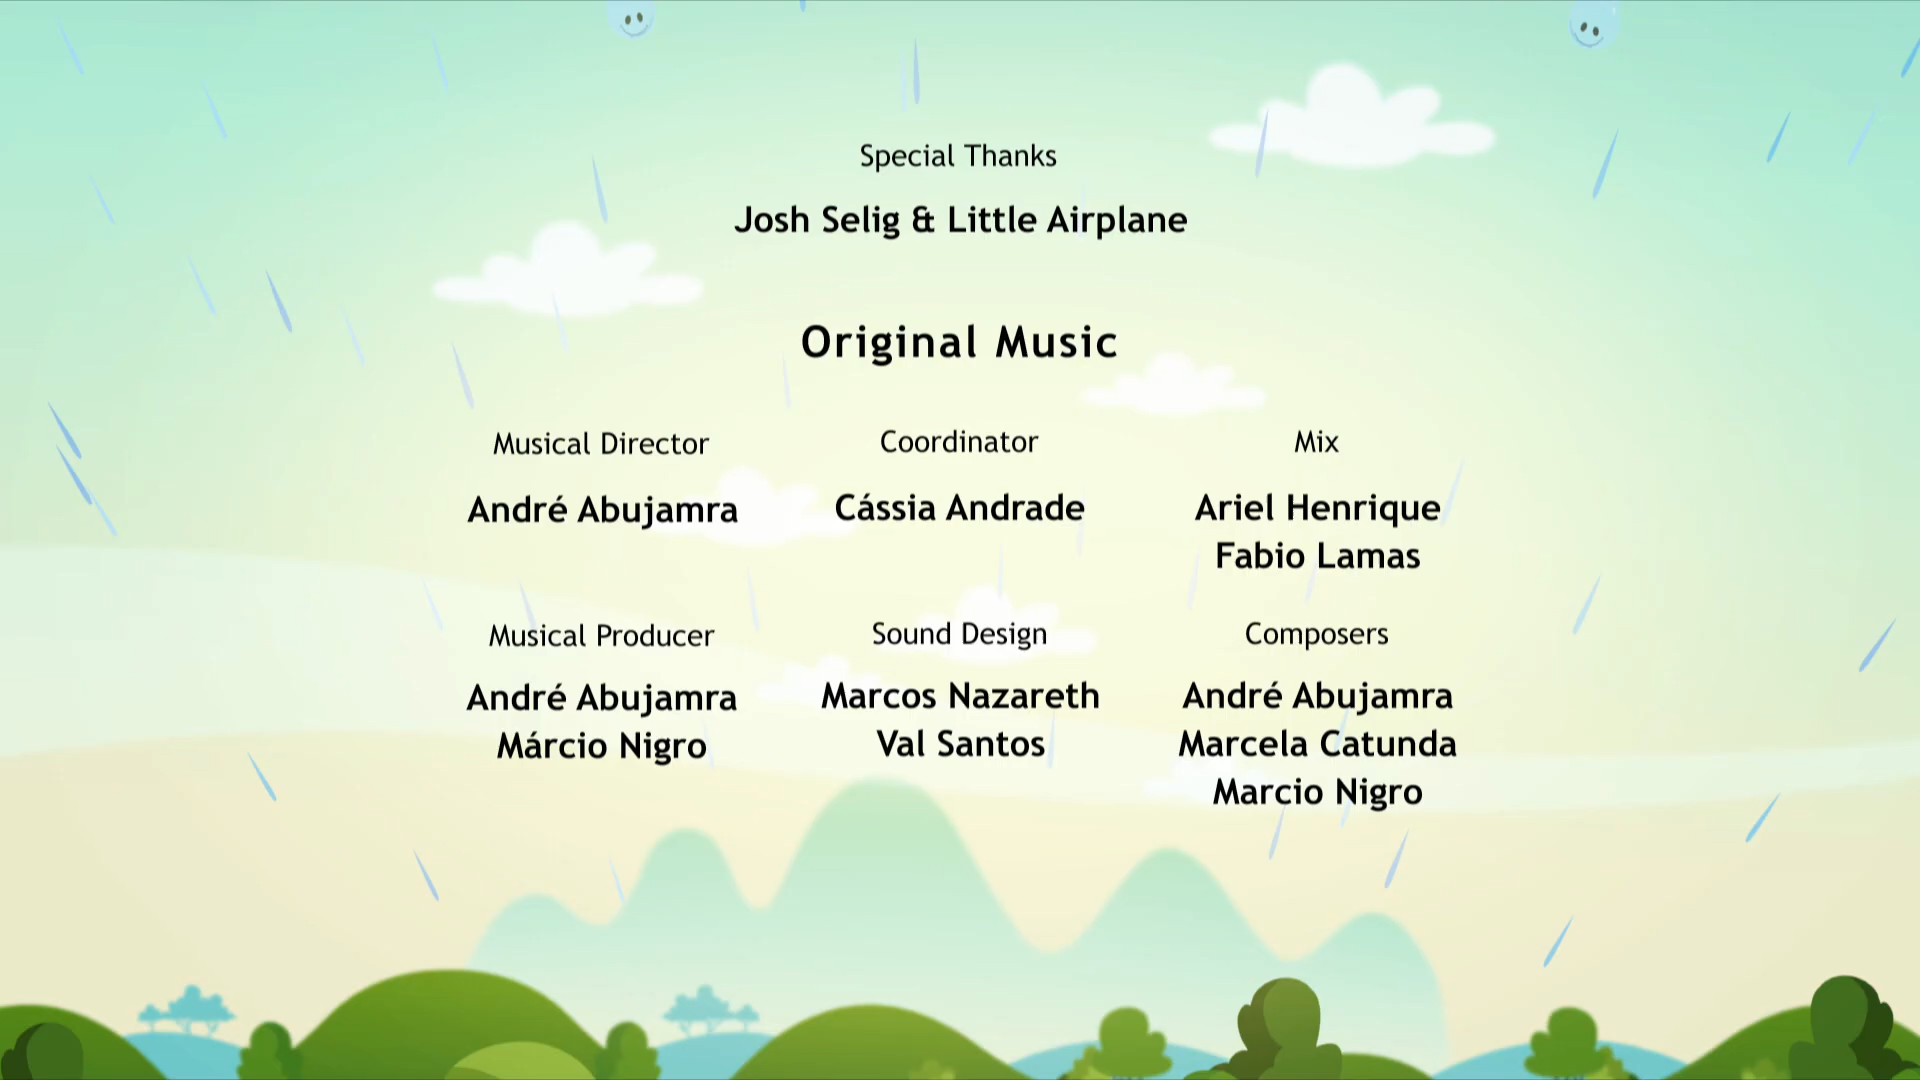 Special Thanks
Josh Selig & Little Airplane
Original Music
Musical Director
André Abujamra
Coordinator
Cássia Andrade
Mix
Ariel Henrique
Fabio Lamas
Musical Producer
André Abujamra
Márcio Nigro
Sound Design
Marcos Nazareth
Val Santos
Composers
André Abujamra
Marcela Catunda
Marcio Nigro